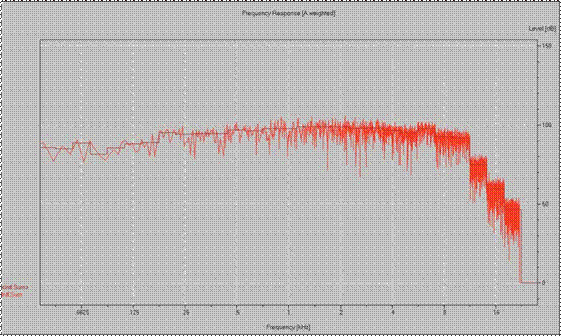 Frequency Response [A weighted]
Level [dB]
150
100
50
0
.0625 .125 .25 .5 1 2 4 8 16
Frequency [kHz]